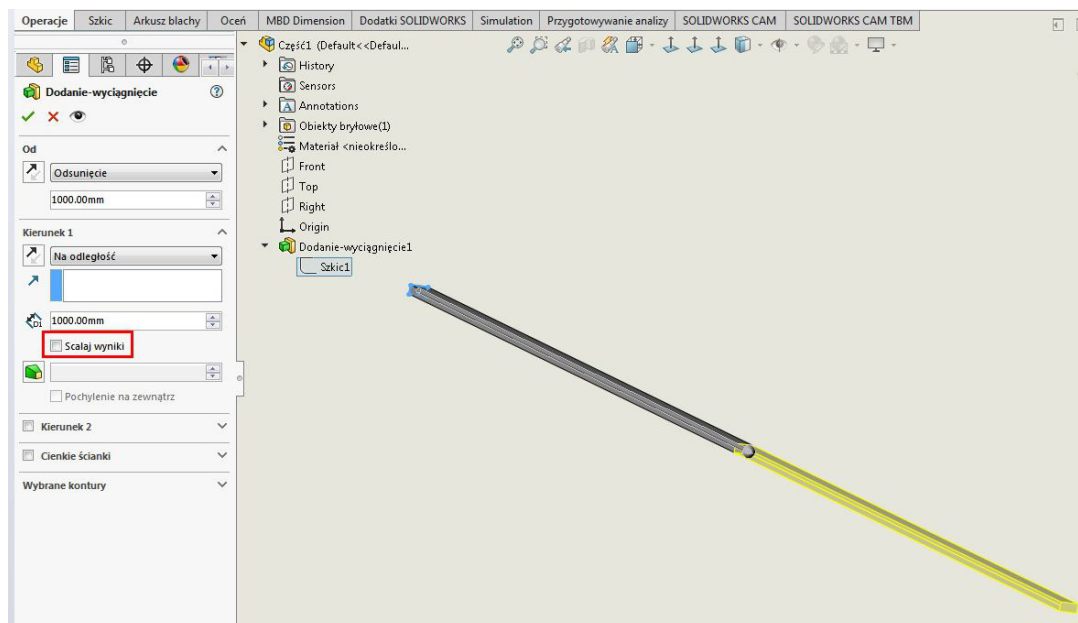 Operacje Szkic Arkusz blachy Oceń MBD Dimension Dodatki SOLIDWORKS Simulation Przygotowywanie analizy SOLIDWORKS CAM SOLIDWORKS CAM TBM
Dodanie-wyciągnięcie
Od
Odsunięcie
1000.00mm
Kierunek 1
Na odległość
D1
1000.00mm
Scalaj wyniki
Pochylenie na zewnątrz
Kierunek 2
Cienkie ścianki
Wybrane kontury
Część1 (Default<<Defaul...
History
Sensors
A Annotations
Obiekty bryłowe(1)
Materiał <nieokreślo...
Front
Top
Right
Origin
Dodanie-wyciągnięcie1
Szkic1